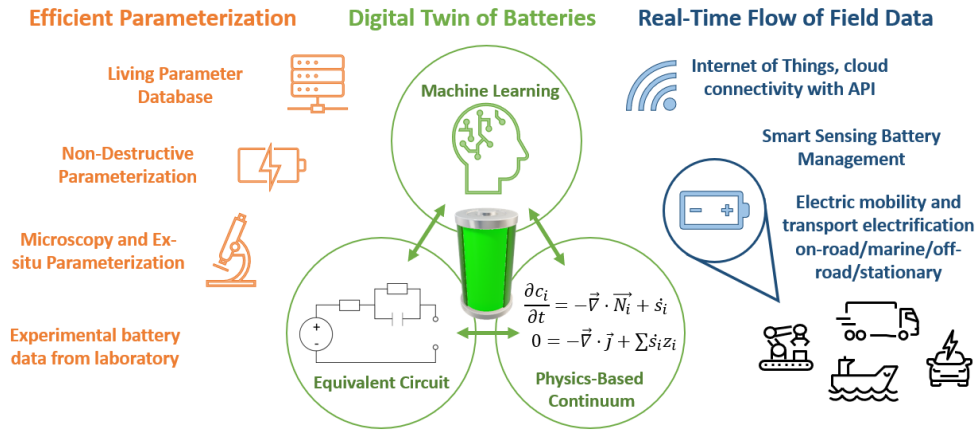 Efficient Parameterization
Living Parameter
Database
Non-Destructive
Parameterization
Microscopy and Ex-
situ Parameterization
Experimental battery
data from laboratory
Digital Twin of Batteries
Machine Learning
+
−
Equivalent Circuit
∂c_i/∂t = −∇⃗ · N⃗_i + ṡ_i
0 = −∇⃗ · j⃗ + ∑ṡ_i z_i
Physics-Based
Continuum
Real-Time Flow of Field Data
Internet of Things, cloud
connectivity with API
Smart Sensing Battery
Management
− +
Electric mobility and
transport electrification
on-road/marine/off-
road/stationary